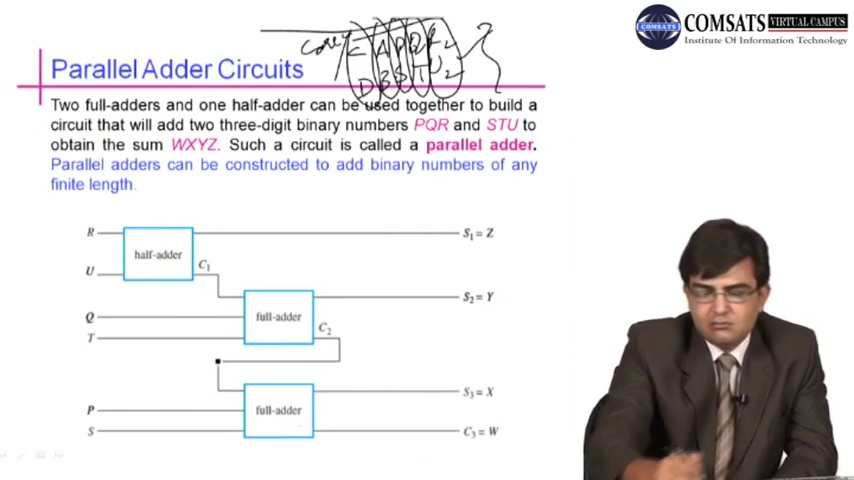 COMSATS VIRTUAL CAMPUS
COMSATS
Institute Of Information Technology
Carry
Parallel Adder Circuits
Two full-adders and one half-adder can be used together to build a
circuit that will add two three-digit binary numbers PQR and STU to
obtain the sum WXYZ. Such a circuit is called a parallel adder.
Parallel adders can be constructed to add binary numbers of any
finite length.
R
half-adder
S₁ = Z
U
C₁
S₂ = Y
Q
full-adder
T
C₂
S₃ = X
P
full-adder
S
C₃ = W